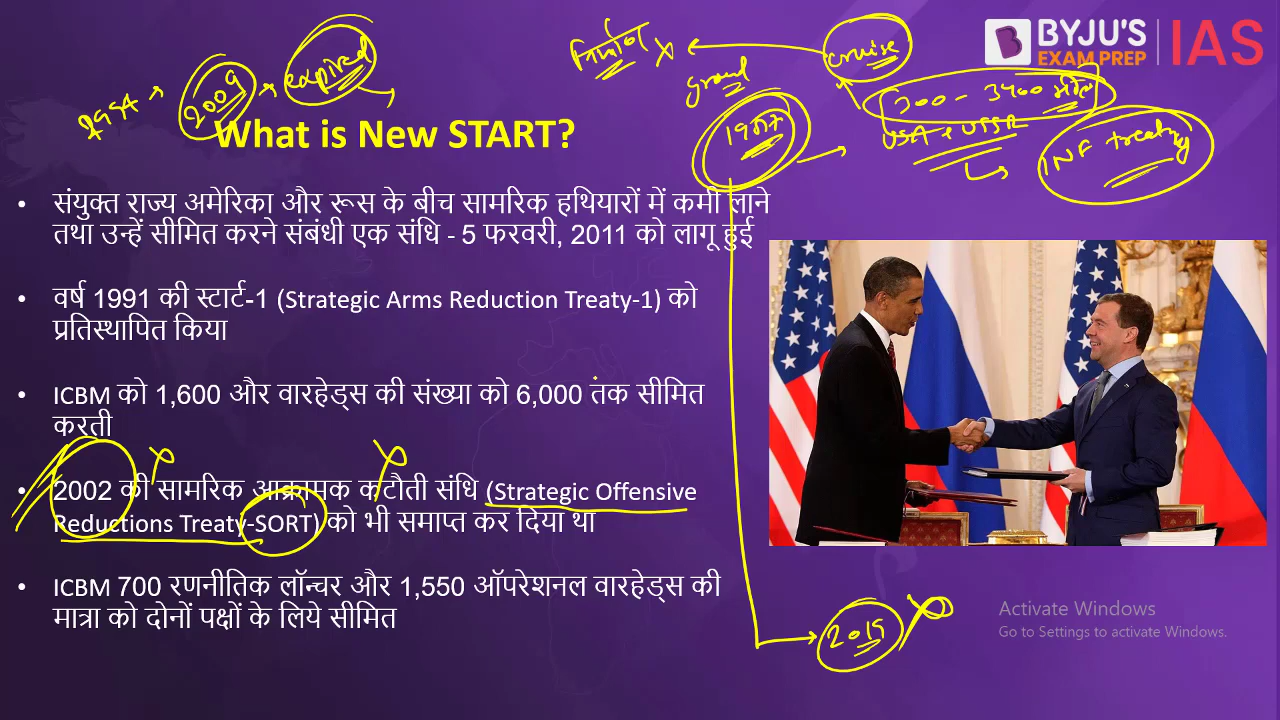 BYJU'S
EXAM PREP
IAS
निर्माण X
cruise
ground
2009
expired
300 - 3400 मील
1987
USA + USSR
INF treaty
What is New START?
• संयुक्त राज्य अमेरिका और रूस के बीच सामरिक हथियारों में कमी लाने
तथा उन्हें सीमित करने संबंधी एक संधि - 5 फरवरी, 2011 को लागू हुई
• वर्ष 1991 की स्टार्ट-1 (Strategic Arms Reduction Treaty-1) को
प्रतिस्थापित किया
• ICBM को 1,600 और वारहेड्स की संख्या को 6,000 तक सीमित
करती
• 2002 की सामरिक आक्रामक कटौती संधि (Strategic Offensive
Reductions Treaty-SORT) को भी समाप्त कर दिया था
• ICBM 700 रणनीतिक लॉन्चर और 1,550 ऑपरेशनल वारहेड्स की
मात्रा को दोनों पक्षों के लिये सीमित
2019
Activate Windows
Go to Settings to activate Windows.